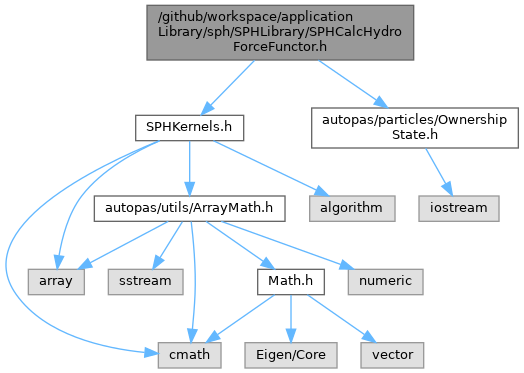 /github/workspace/application
Library/sph/SPHLibrary/SPHCalcHydro
ForceFunctor.h
SPHKernels.h
autopas/particles/Ownership
State.h
autopas/utils/ArrayMath.h
algorithm
iostream
array
sstream
Math.h
numeric
cmath
Eigen/Core
vector